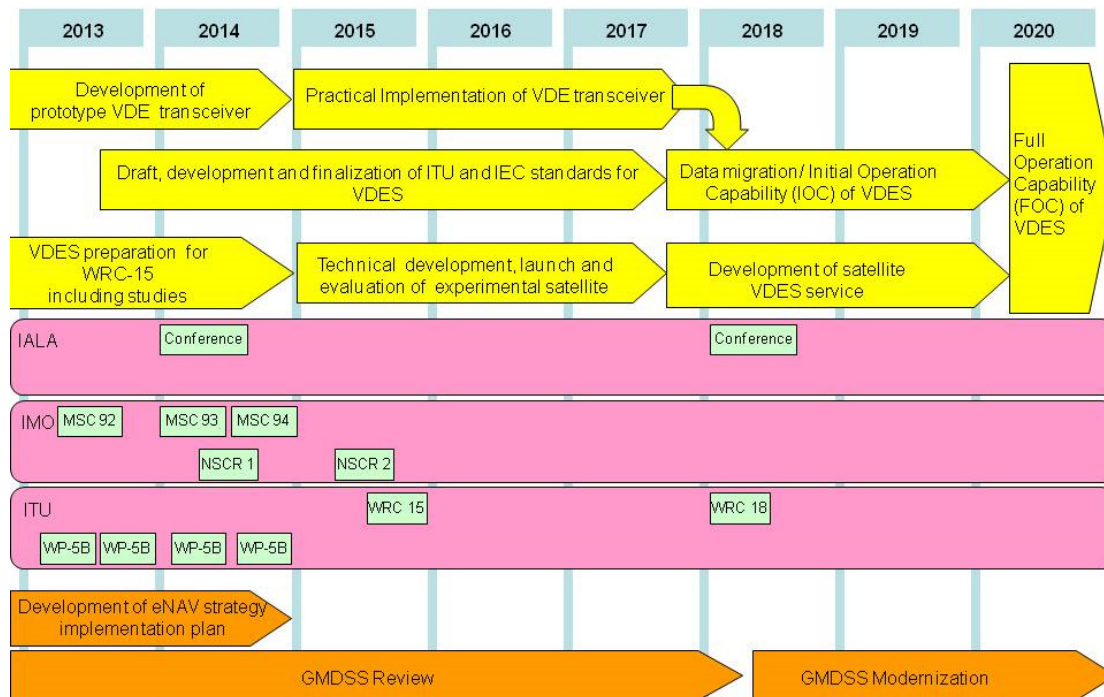 2013
2014
2015
2016
2017
2018
2019
2020
Development of
prototype VDE transceiver
Practical Implementation of VDE transceiver
Draft, development and finalization of ITU and IEC standards for
VDES
Data migration/ Initial Operation
Capability (IOC) of VDES
Full
Operation
Capability
(FOC) of
VDES
VDES preparation for
WRC-15
including studies
Technical development, launch and
evaluation of experimental satellite
Development of satellite
VDES service
IALA
Conference
Conference
IMO
MSC 92
MSC 93
MSC 94
NSCR 1
NSCR 2
ITU
WRC 15
WRC 18
WP-5B
WP-5B
WP-5B
WP-5B
Development of eNAV strategy
implementation plan
GMDSS Review
GMDSS Modernization